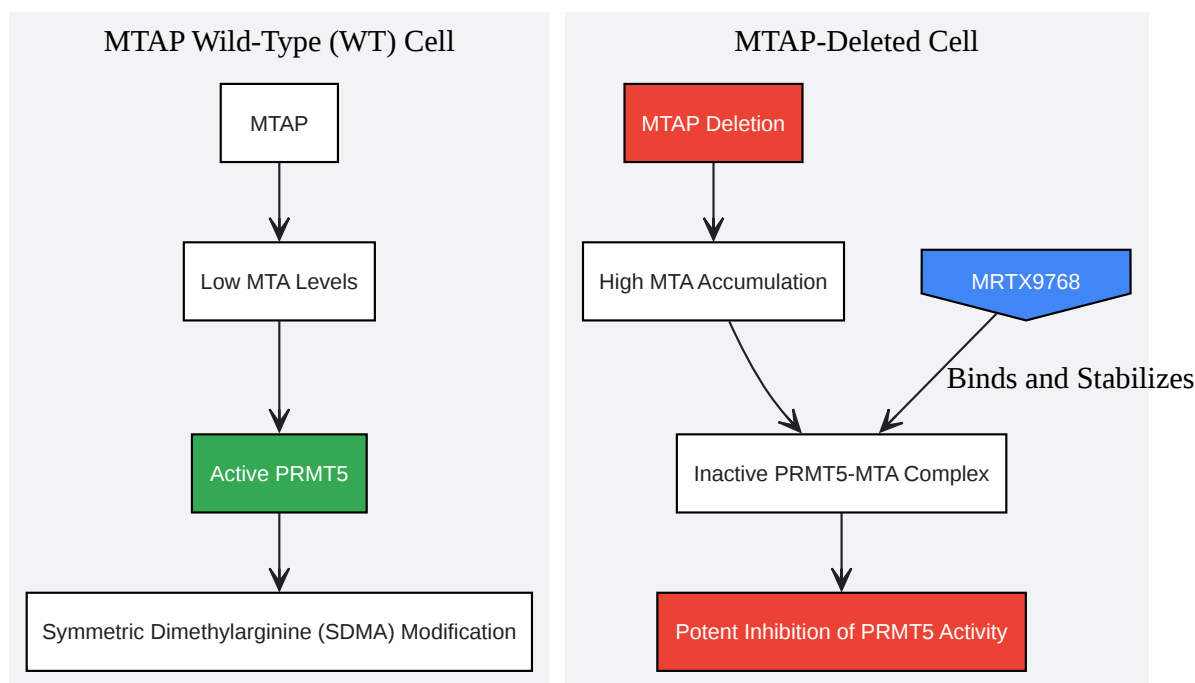 MTAP Wild-Type (WT) Cell
MTAP
Low MTA Levels
Active PRMT5
Symmetric Dimethylarginine (SDMA) Modification
MTAP-Deleted Cell
MTAP Deletion
High MTA Accumulation
MRTX9768
Binds and Stabilizes
Inactive PRMT5-MTA Complex
Potent Inhibition of PRMT5 Activity